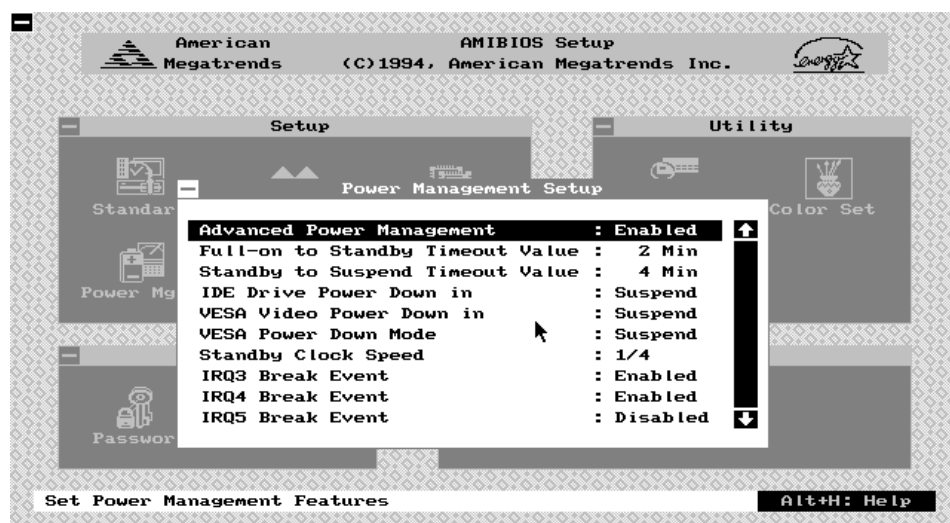 American
Megatrends
AMIBIOS Setup
(C)1994, American Megatrends Inc.
energy
Setup
Utility
Standar
Color Set
Power Mg
Passwor
Power Management Setup
Advanced Power Management : Enabled
Full-on to Standby Timeout Value : 2 Min
Standby to Suspend Timeout Value : 4 Min
IDE Drive Power Down in : Suspend
VESA Video Power Down in : Suspend
VESA Power Down Mode : Suspend
Standby Clock Speed : 1/4
IRQ3 Break Event : Enabled
IRQ4 Break Event : Enabled
IRQ5 Break Event : Disabled
Set Power Management Features
Alt+H: Help